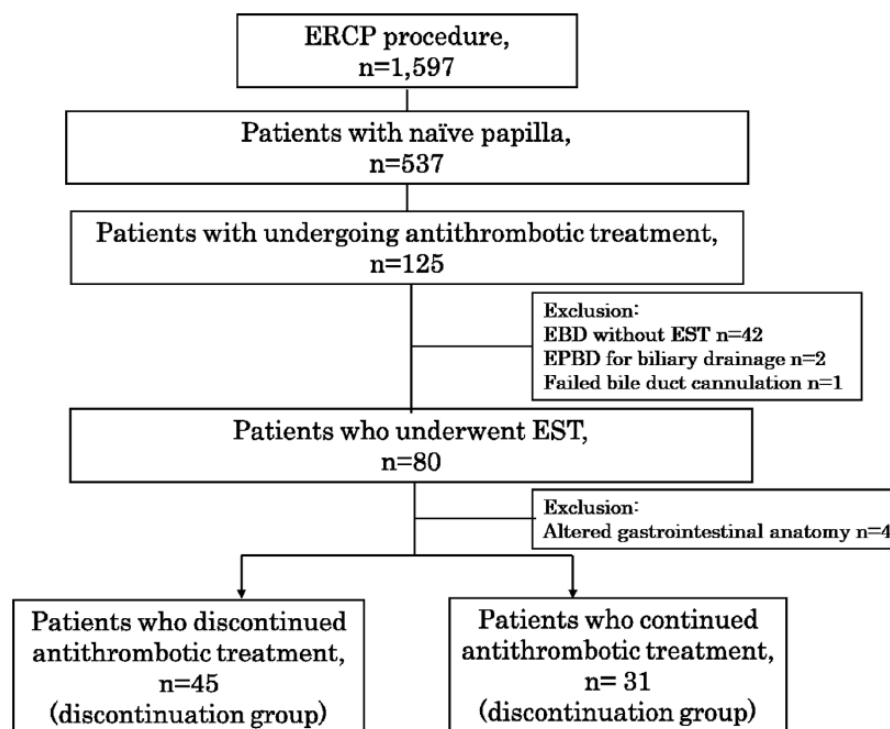 ERCP procedure,
n=1,597
Patients with naïve papilla,
n=537
Patients with undergoing antithrombotic treatment,
n=125
Exclusion:
EBD without EST n=42
EPBD for biliary drainage n=2
Failed bile duct cannulation n=1
Patients who underwent EST,
n=80
Exclusion:
Altered gastrointestinal anatomy n=4
Patients who discontinued
antithrombotic treatment,
n=45
(discontinuation group)
Patients who continued
antithrombotic treatment,
n= 31
(discontinuation group)